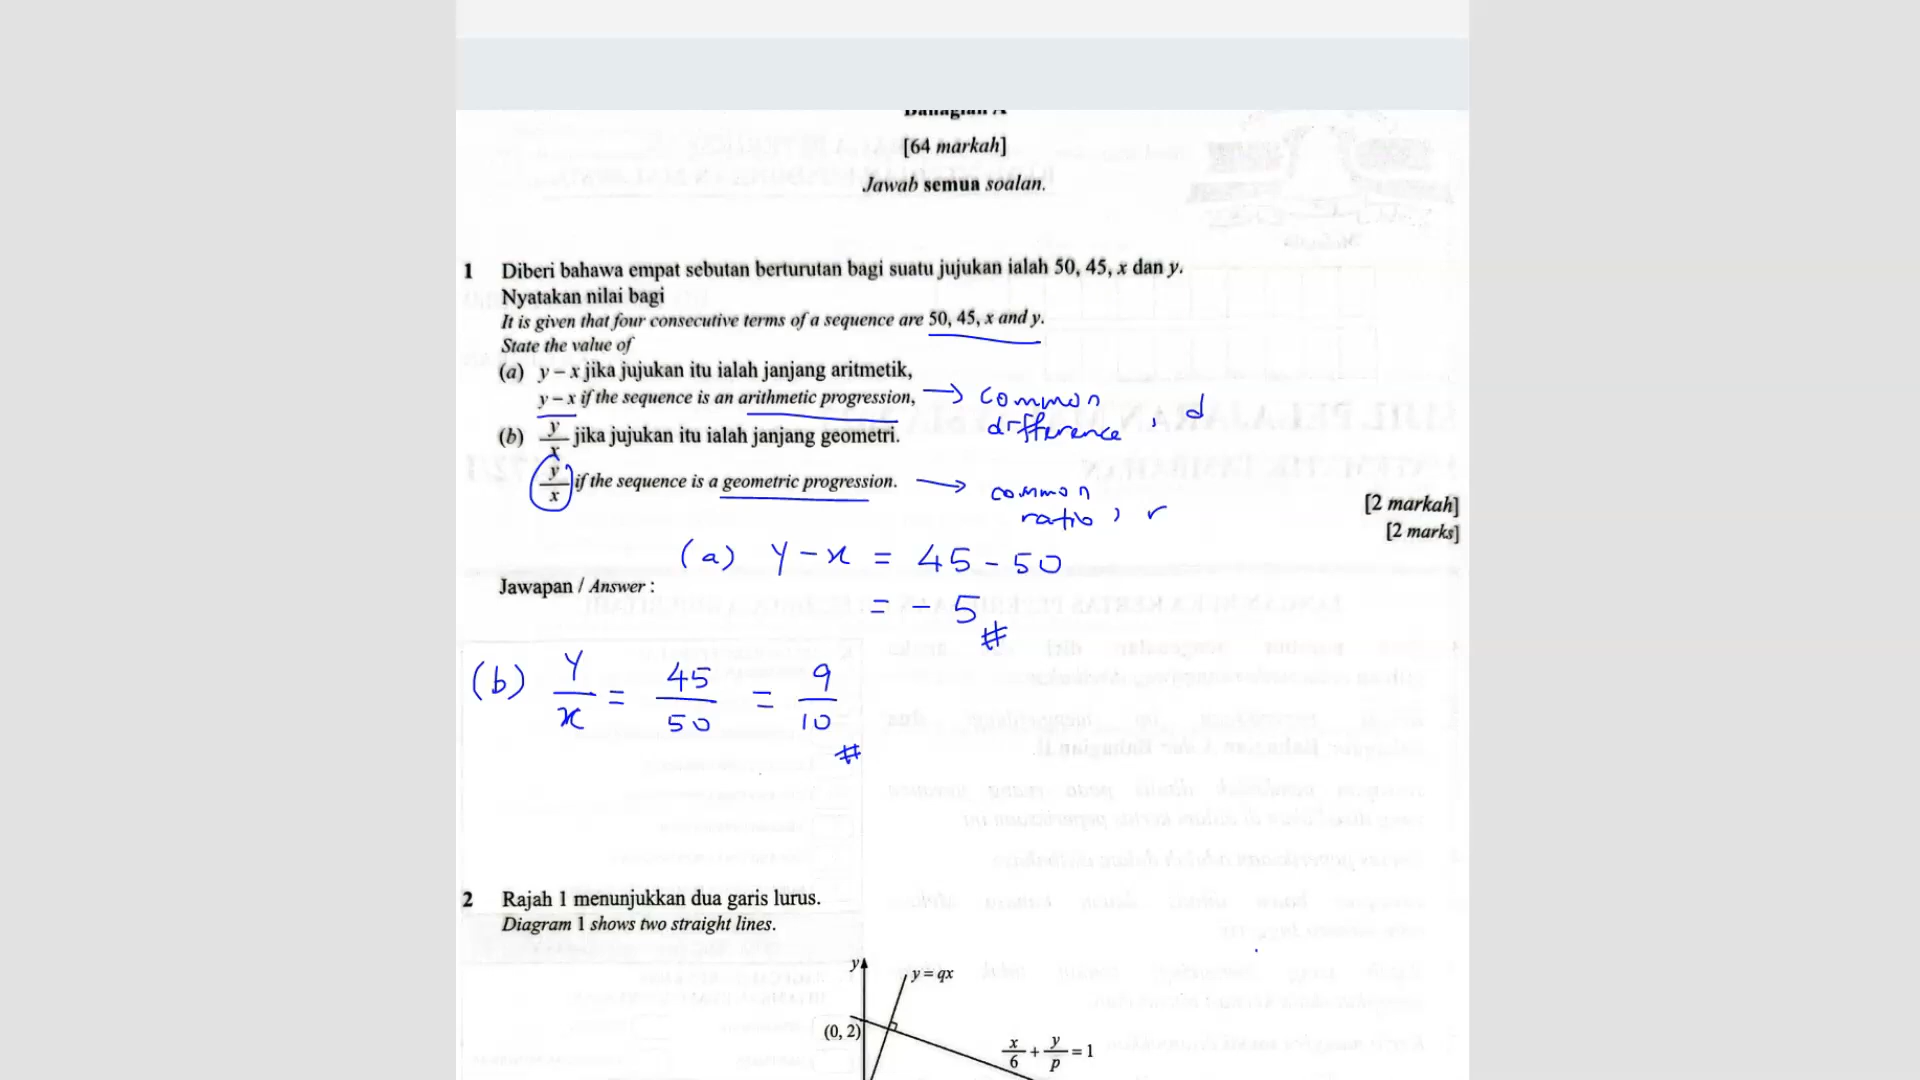 [64 markah]
Jawab semua soalan.
1 Diberi bahawa empat sebutan berturutan bagi suatu jujukan ialah 50, 45, x dan y.
Nyatakan nilai bagi
It is given that four consecutive terms of a sequence are 50, 45, x and y.
State the value of
(a) y – x jika jujukan itu ialah janjang aritmetik,
y – x if the sequence is an arithmetic progression, → common difference, d
(b) y/x jika jujukan itu ialah janjang geometri.
y/x if the sequence is a geometric progression. → common ratio, r
[2 markah]
[2 marks]
(a) y – x = 45 - 50
Jawapan / Answer :
= - 5 #
(b) y/x = 45/50 = 9/10 #
2 Rajah 1 menunjukkan dua garis lurus.
Diagram 1 shows two straight lines.
y
y = qx
(0, 2)
x/6 + y/p = 1